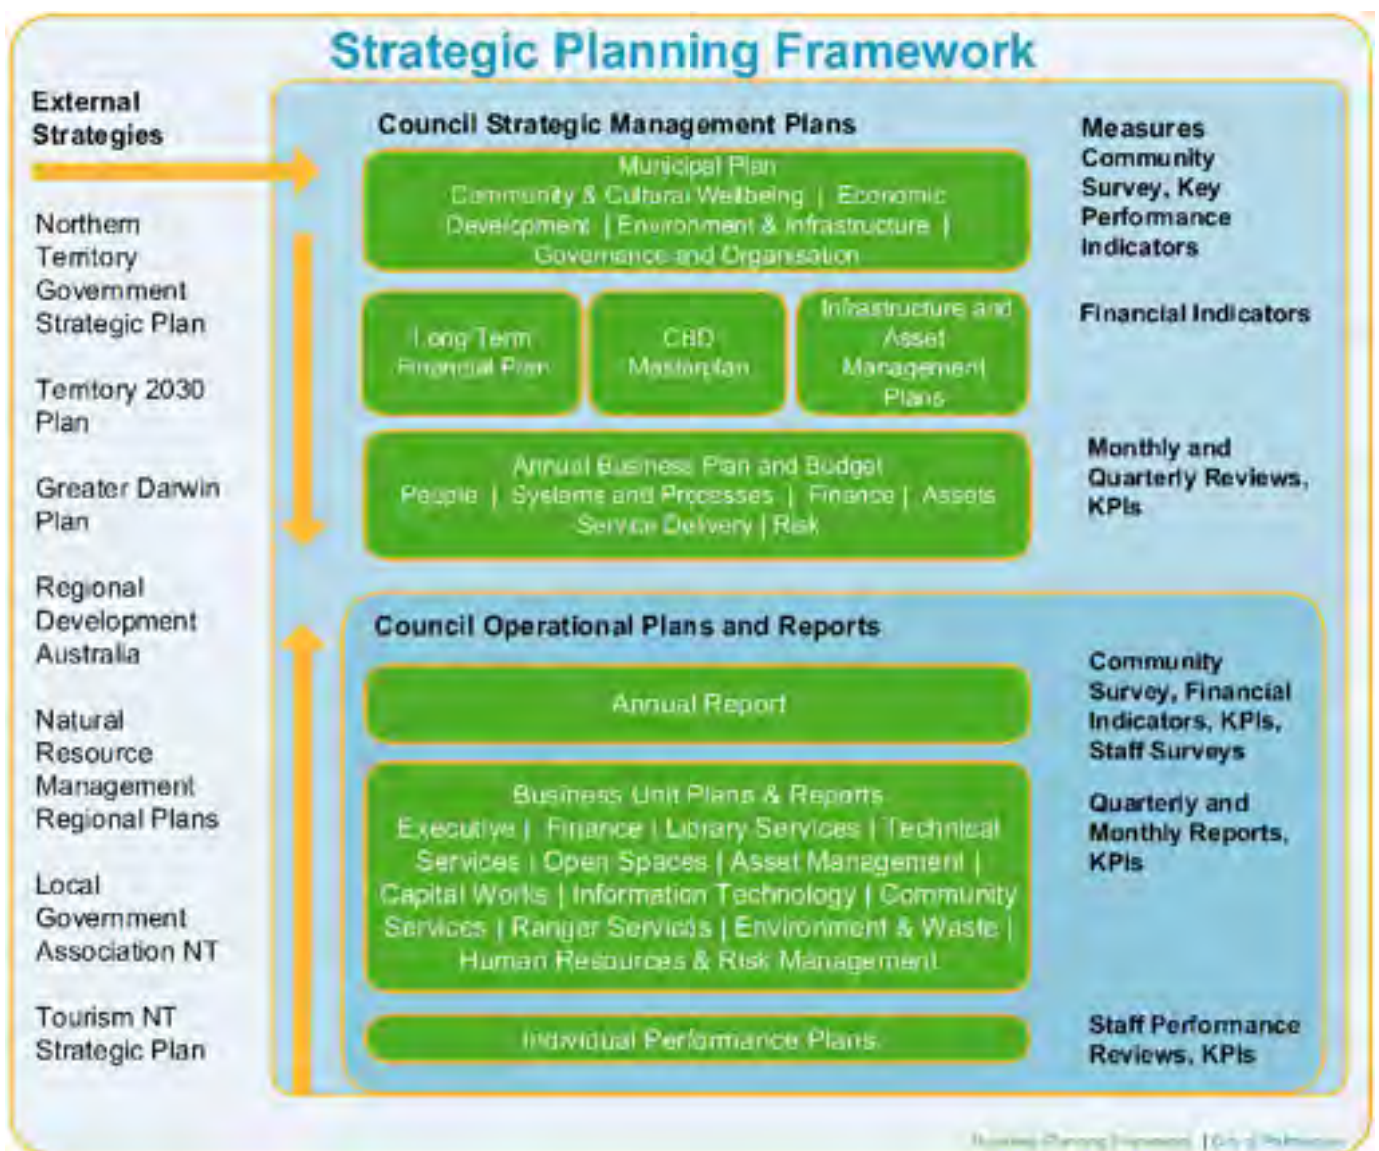 Strategic Planning Framework
External
Strategies
Northern
Territory
Government
Strategic Plan
Territory 2030
Plan
Greater Darwin
Plan
Regional
Development
Australia
Natural
Resource
Management
Regional Plans
Local
Government
Association NT
Tourism NT
Strategic Plan
Council Strategic Management Plans
Municipal Plan
Community & Cultural Wellbeing | Economic
Development | Environment & Infrastructure |
Governance and Organisation
Long Term
Financial Plan
CBD
Masterplan
Infrastructure and
Asset
Management
Plans
Annual Business Plan and Budget
People | Systems and Processes | Finance | Assets
Service Delivery | Risk
Measures
Community
Survey, Key
Performance
Indicators
Financial Indicators
Monthly and
Quarterly Reviews,
KPIs
Council Operational Plans and Reports
Annual Report
Business Unit Plans & Reports
Executive | Finance | Library Services | Technical
Services | Open Spaces | Asset Management |
Capital Works | Information Technology | Community
Services | Ranger Services | Environment & Waste |
Human Resources & Risk Management
Individual Performance Plans
Community
Survey, Financial
Indicators, KPIs,
Staff Surveys
Quarterly and
Monthly Reports,
KPIs
Staff Performance
Reviews, KPIs
Planning Framework | City of Palmerston